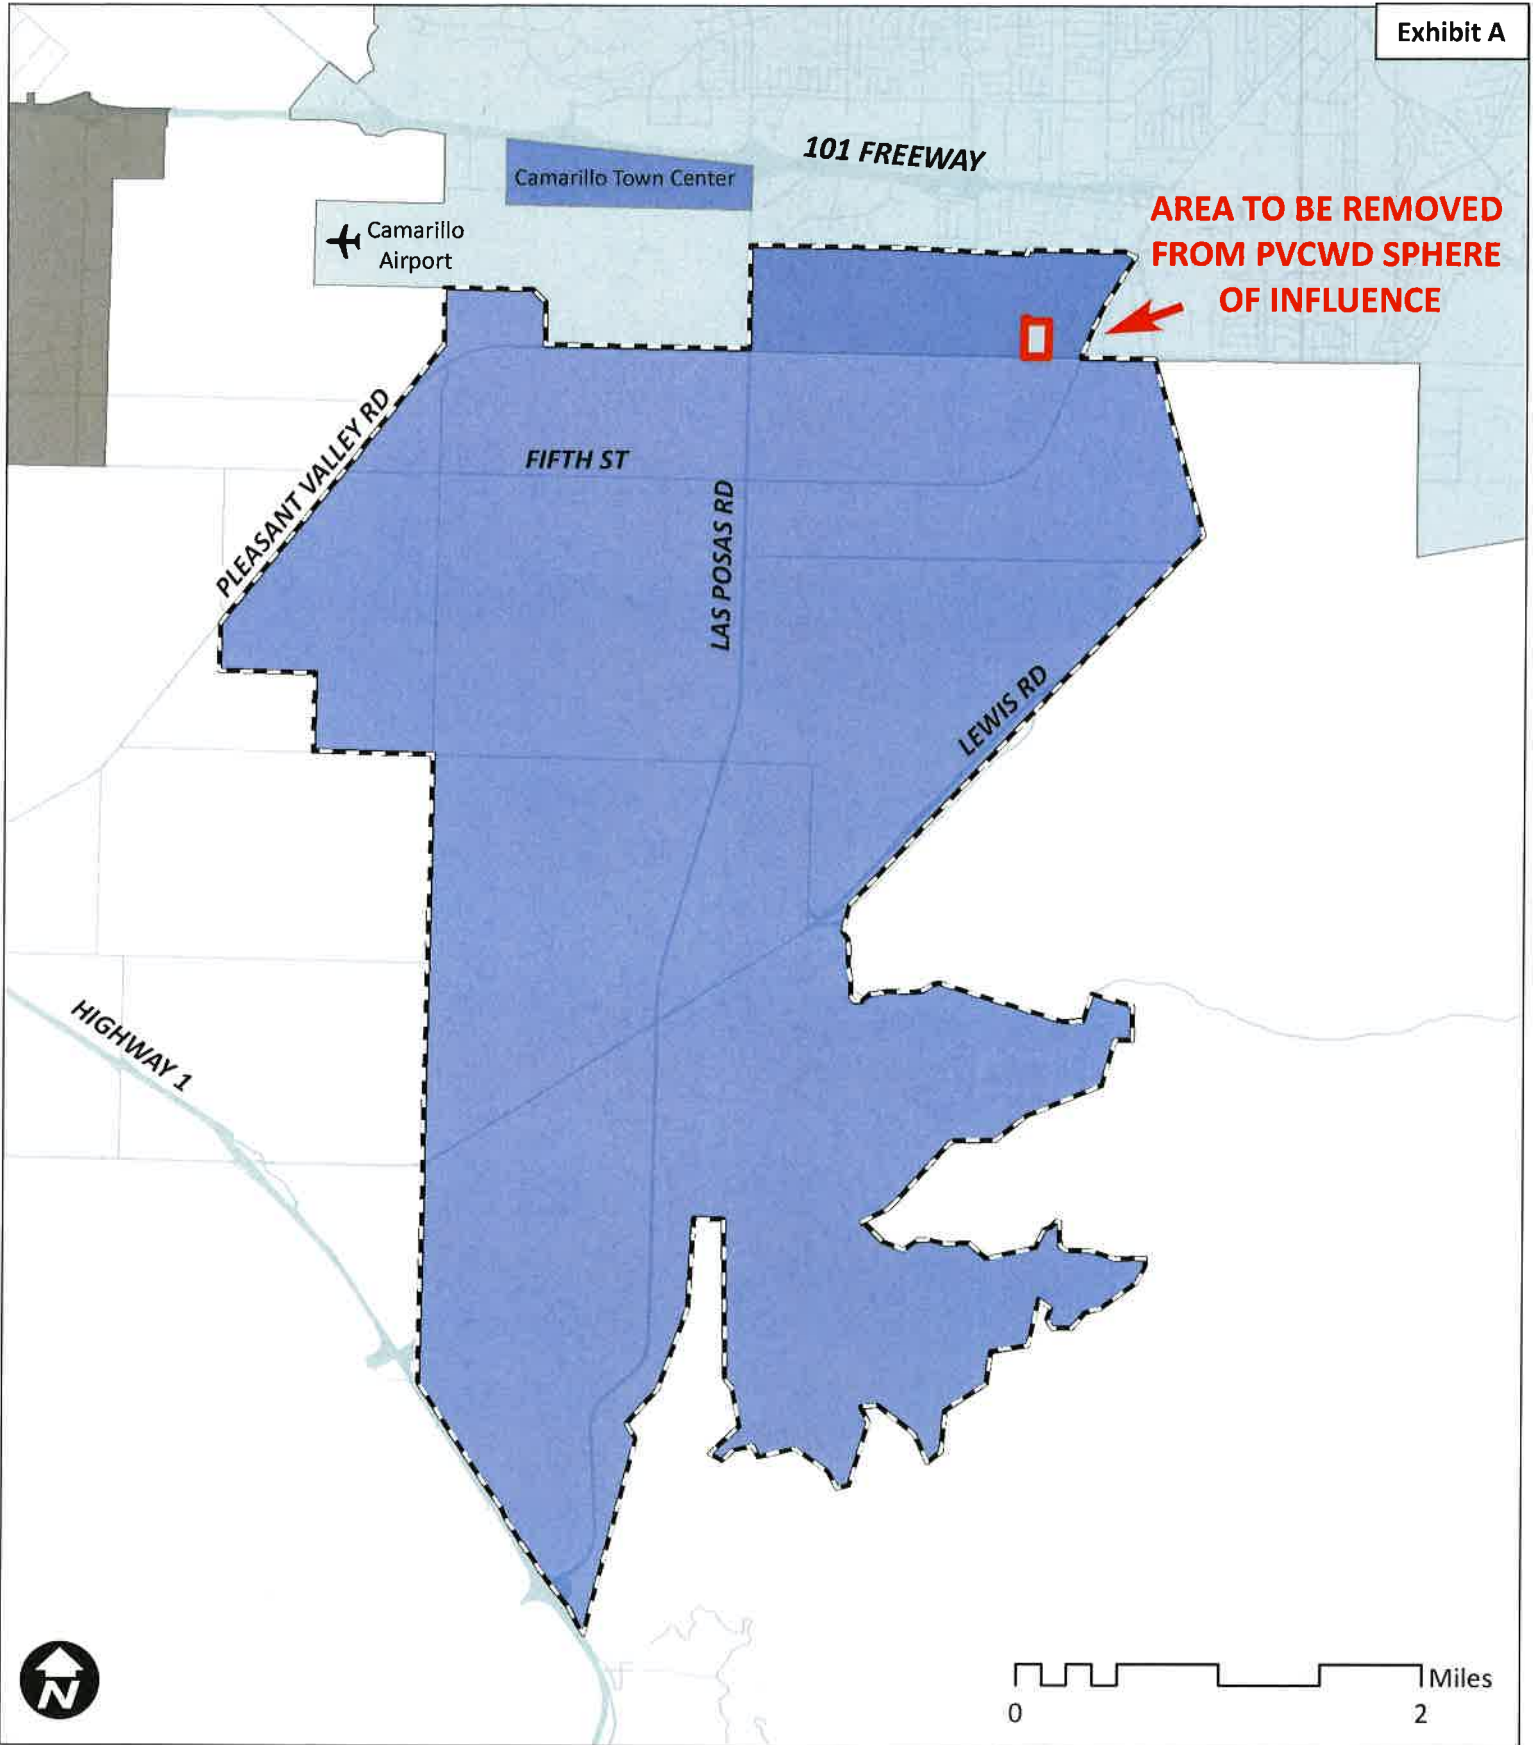 Exhibit A
101 FREEWAY
Camarillo Town Center
AREA TO BE REMOVED
FROM PVCWD SPHERE
OF INFLUENCE
Camarillo
Airport
PLEASANT VALLEY RD
FIFTH ST
LAS POSAS RD
LEWIS RD
HIGHWAY 1
N
Miles
0
2